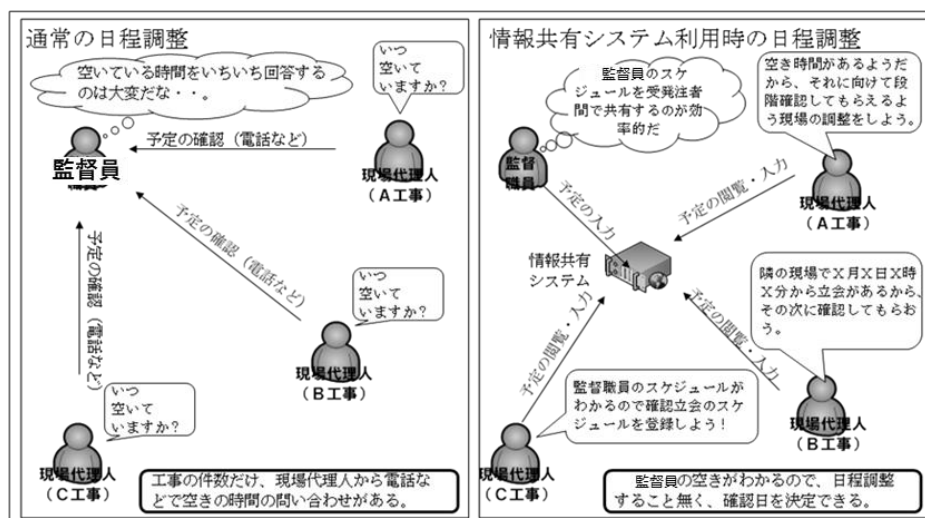 通常の日程調整
空いている時間をいちいち回答する
のは大変だな・・。
いつ
空いて
いますか?
予定の確認（電話など）
監督員
職員
現場代理人
（A工事）
予定の確認（電話など）
予定の確認（電話など）
いつ
空いて
いますか?
現場代理人
（B工事）
いつ
空いて
いますか?
現場代理人
（C工事）
工事の件数だけ、現場代理人から電話な
どで空きの時間の問い合わせがある。
情報共有システム利用時の日程調整
監督員のスケ
ジュールを受発注者
間で共有するのが効
率的だ
空き時間があるようだ
から、それに向けて段
階確認してもらえるよ
う現場の調整をしよう。
監督
職員
予定の入力
予定の閲覧・入力
現場代理人
（A工事）
情報共有
システム
隣の現場でX月X日X時
X分から立会があるから、
その次に確認してもらお
う。
予定の閲覧・入力
予定の閲覧・入力
監督職員のスケジュールが
わかるので確認立会のスケ
ジュールを登録しよう！
現場代理人
（B工事）
現場代理人
（C工事）
監督員の空きがわかるので、日程調整
すること無く、確認日を決定できる。